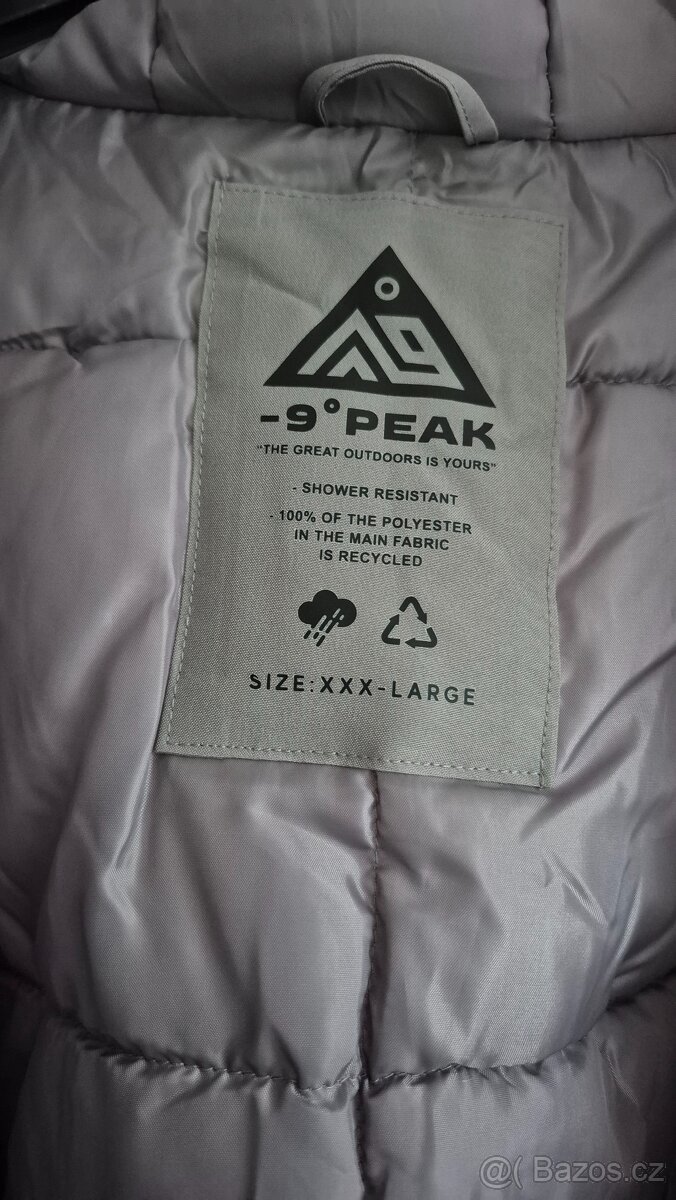 -9°PEAK
"THE GREAT OUTDOORS IS YOURS"
- SHOWER RESISTANT
- 100% OF THE POLYESTER
IN THE MAIN FABRIC
IS RECYCLED
SIZE: XXX-LARGE
@( Bazos.cz